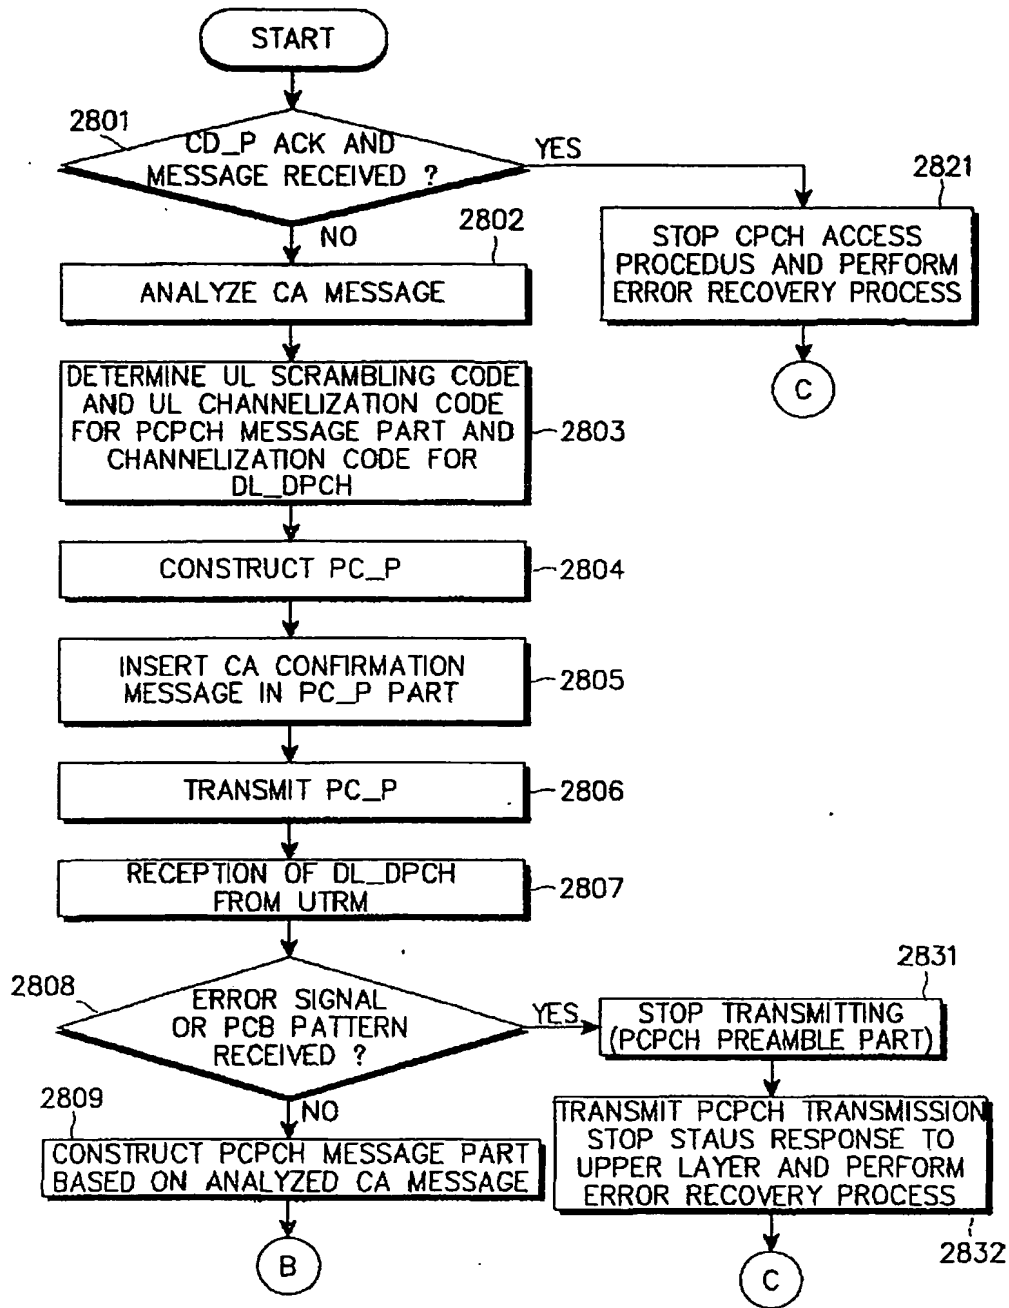 START
2801
CD_P ACK AND
MESSAGE RECEIVED ?
YES
2821
STOP CPCH ACCESS
PROCEDUS AND PERFORM
ERROR RECOVERY PROCESS
C
NO
2802
ANALYZE CA MESSAGE
DETERMINE UL SCRAMBLING CODE
AND UL CHANNELIZATION CODE
FOR PCPCH MESSAGE PART AND
CHANNELIZATION CODE FOR
DL_DPCH
2803
CONSTRUCT PC_P
2804
INSERT CA CONFIRMATION
MESSAGE IN PC_P PART
2805
TRANSMIT PC_P
2806
RECEPTION OF DL_DPCH
FROM UTRM
2807
2808
ERROR SIGNAL
OR PCB PATTERN
RECEIVED ?
YES
2831
STOP TRANSMITTING
(PCPCH PREAMBLE PART)
NO
2809
CONSTRUCT PCPCH MESSAGE PART
BASED ON ANALYZED CA MESSAGE
B
TRANSMIT PCPCH TRANSMISSION
STOP STAUS RESPONSE TO
UPPER LAYER AND PERFORM
ERROR RECOVERY PROCESS
2832
C